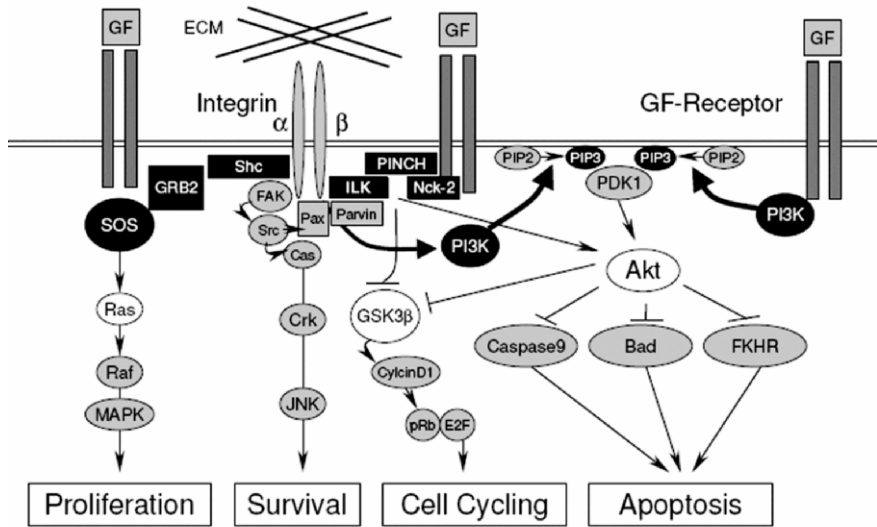 GF
ECM
GF
GF
Integrin
GF-Receptor
α
β
PIP2
PIP3
PIP3
PIP2
Shc
PINCH
GRB2
ILK
Nck-2
PDK1
FAK
SOS
Src
Pax
Parvin
PI3K
PI3K
Cas
Akt
Ras
Crk
GSK3β
Caspase9
Bad
FKHR
Raf
CylcinD1
MAPK
JNK
pRb
E2F
Proliferation
Survival
Cell Cycling
Apoptosis